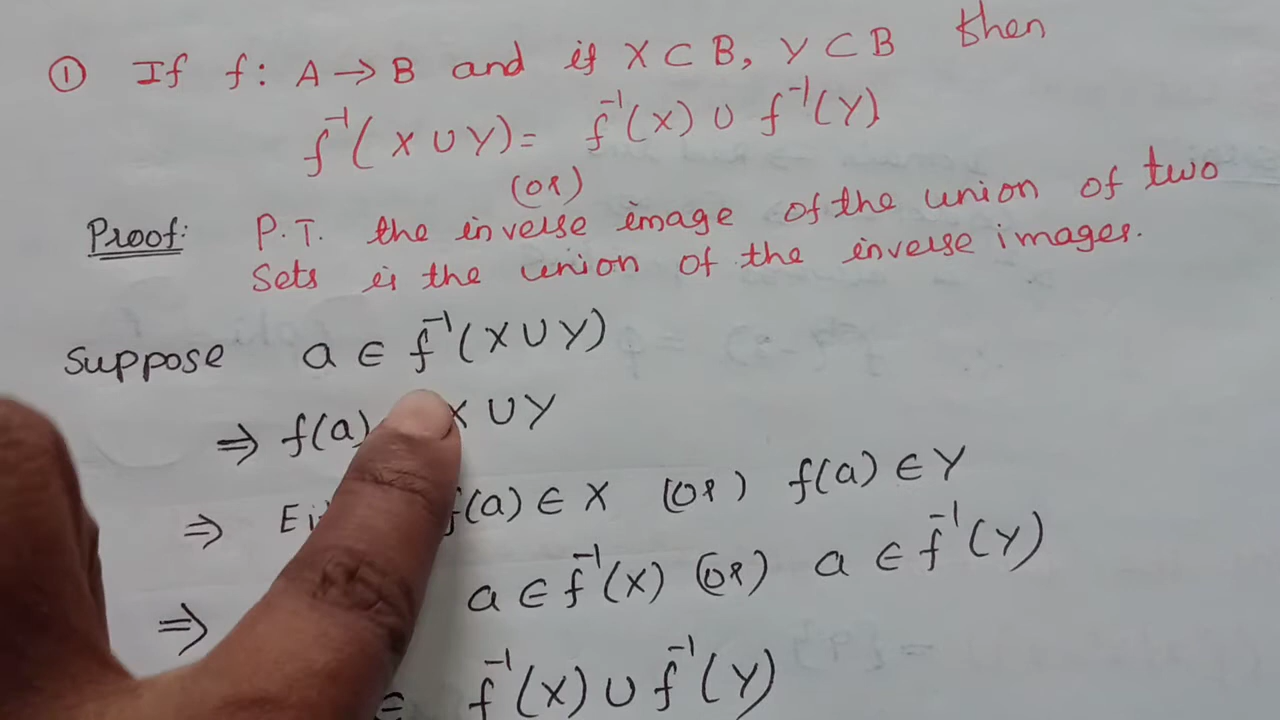 ① If f: A → B and if X ⊂ B, Y ⊂ B then
f⁻¹(X ∪ Y) = f⁻¹(X) ∪ f⁻¹(Y)
(or)
Proof: P.T. the inverse image of the union of two
Sets is the union of the inverse images.
Suppose a ∈ f⁻¹(X ∪ Y)
⇒ f(a) X ∪ Y
⇒ f(a) ∈ X (or) f(a) ∈ Y
⇒ a ∈ f⁻¹(X) (or) a ∈ f⁻¹(Y)
∈ f⁻¹(X) ∪ f⁻¹(Y)